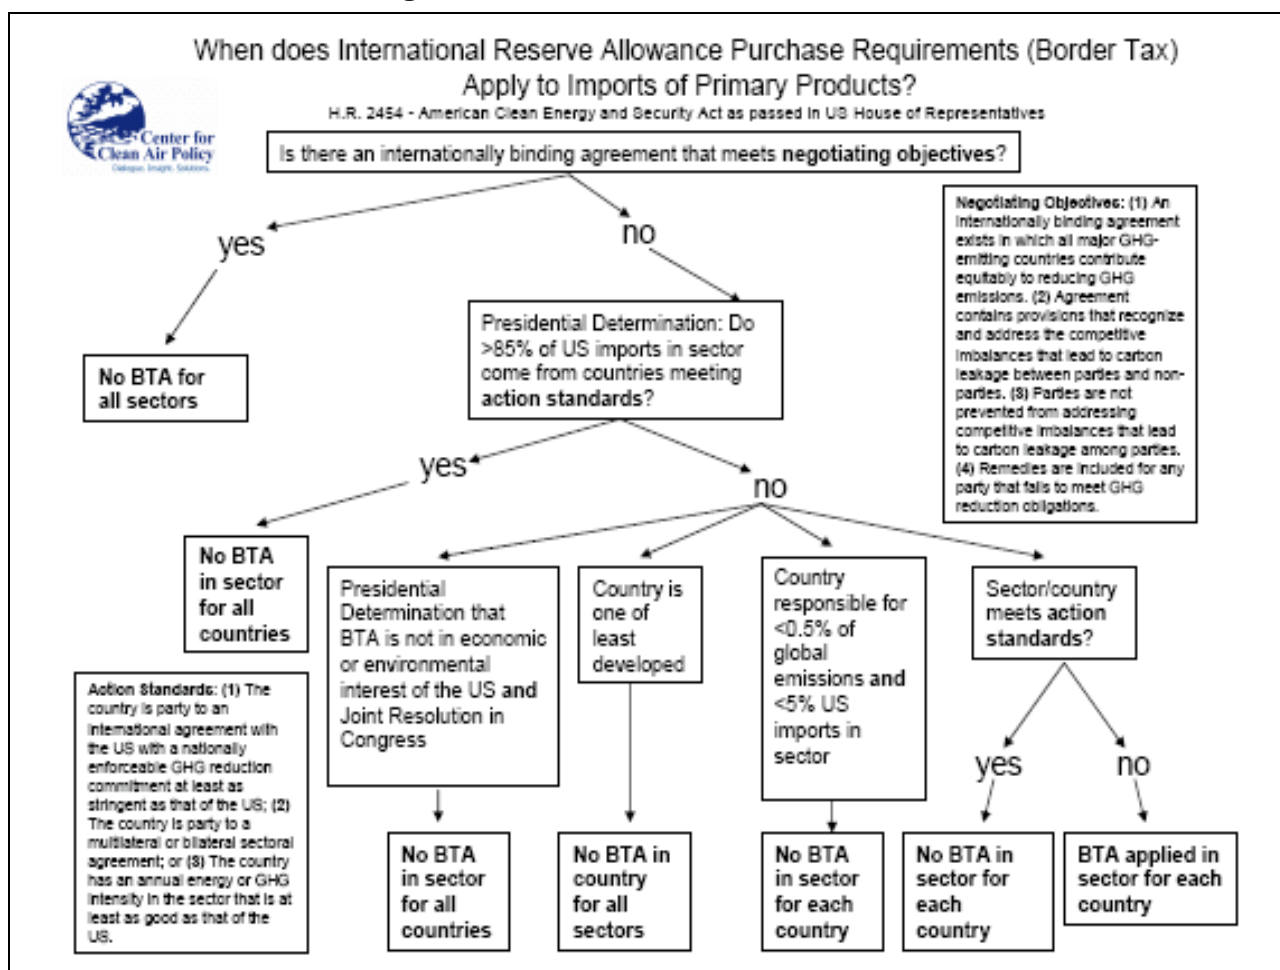 When does International Reserve Allowance Purchase Requirements (Border Tax)
Apply to Imports of Primary Products?
H.R. 2454 - American Clean Energy and Security Act as passed in US House of Representatives
Center for
Clean Air Policy
Dialogue. Insight. Solutions.
Is there an internationally binding agreement that meets negotiating objectives?
yes
no
Negotiating Objectives: (1) An
internationally binding agreement
exists in which all major GHG-
emitting countries contribute
equitably to reducing GHG
emissions. (2) Agreement
contains provisions that recognize
and address the competitive
imbalances that lead to carbon
leakage between parties and non-
parties. (3) Parties are not
prevented from addressing
competitive imbalances that lead
to carbon leakage among parties.
(4) Remedies are included for any
party that fails to meet GHG
reduction obligations.
No BTA for
all sectors
Presidential Determination: Do
>85% of US imports in sector
come from countries meeting
action standards?
yes
no
No BTA
in sector
for all
countries
Presidential
Determination that
BTA is not in economic
or environmental
interest of the US and
Joint Resolution in
Congress
Country is
one of
least
developed
Country
responsible for
<0.5% of
global
emissions and
<5% US
imports in
sector
Sector/country
meets action
standards?
yes
no
Action Standards: (1) The
country is party to an
international agreement with
the US with a nationally
enforceable GHG reduction
commitment at least as
stringent as that of the US; (2)
The country is party to a
multilateral or bilateral sectoral
agreement; or (3) The country
has an annual energy or GHG
intensity in the sector that is at
least as good as that of the
US.
No BTA
in sector
for all
countries
No BTA in
country
for all
sectors
No BTA
in sector
for each
country
No BTA in
sector for
each
country
BTA applied in
sector for each
country